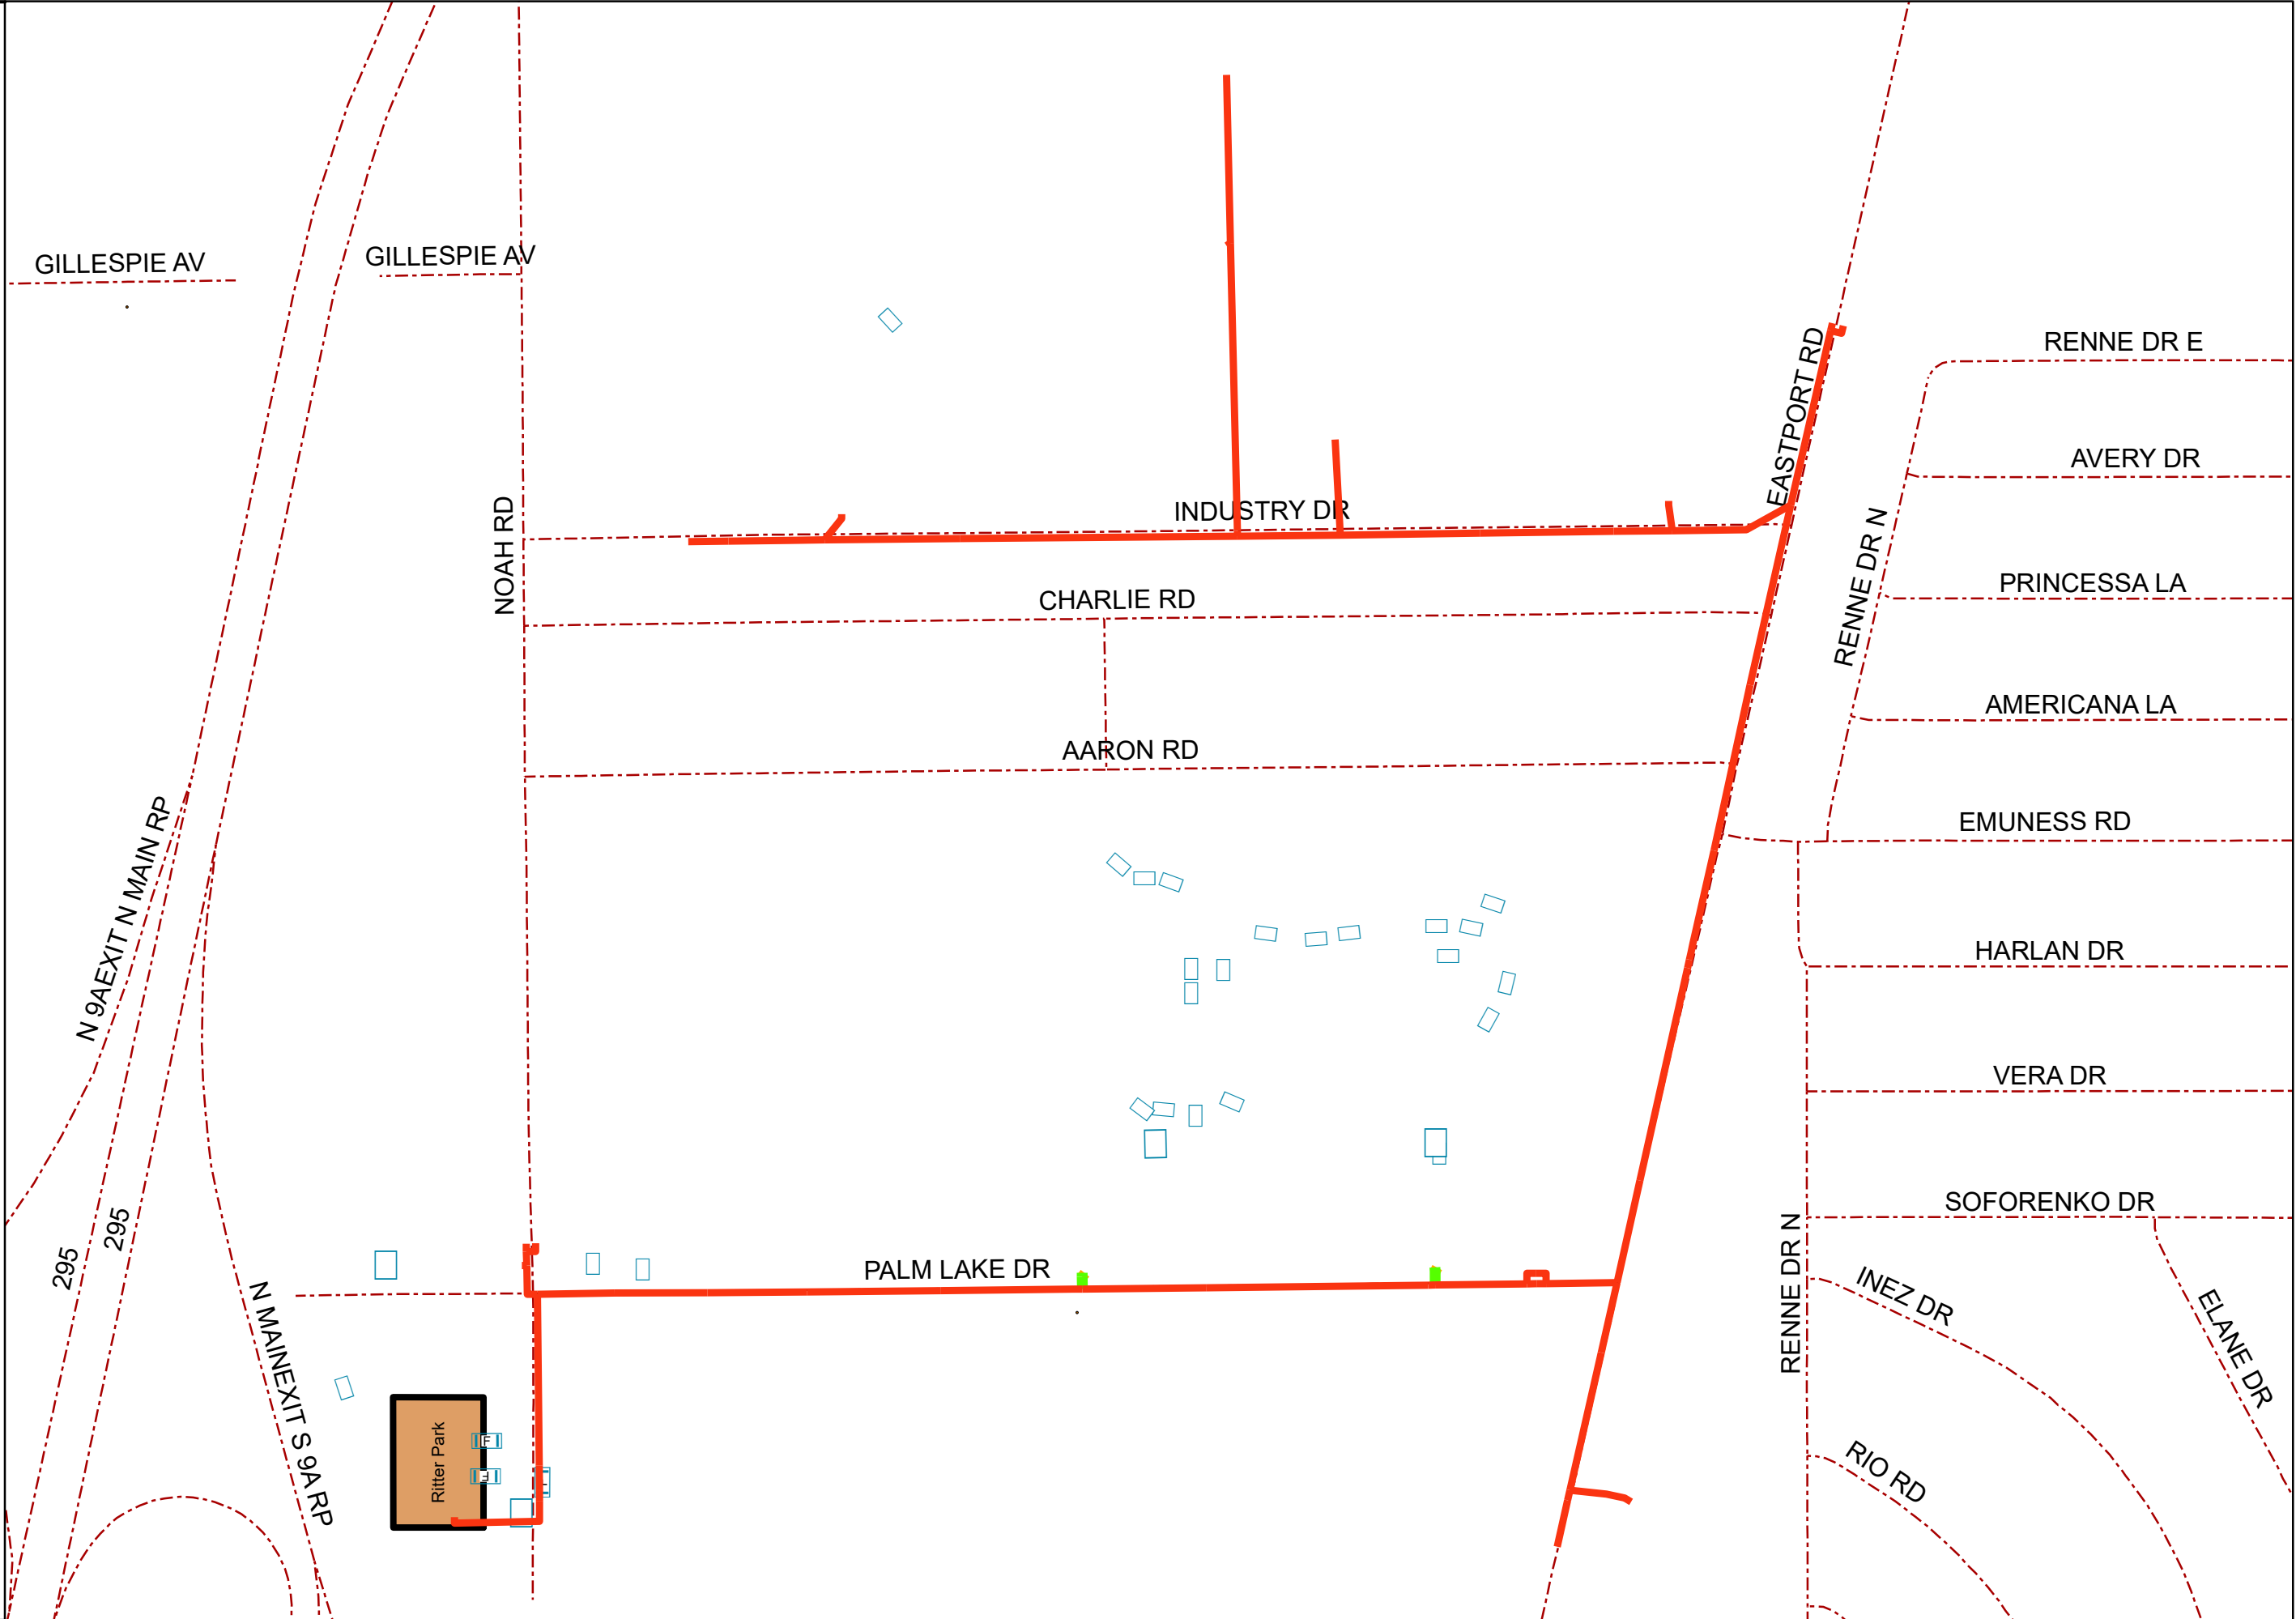 GILLESPIE AV
GILLESPIE AV
RENNE DR E
EASTPORT RD
AVERY DR
INDUSTRY DR
NOAH RD
RENNE DR N
PRINCESSA LA
CHARLIE RD
AMERICANA LA
AARON RD
EMUNESS RD
N 9AEXIT N MAIN RP
HARLAN DR
VERA DR
SOFORENKO DR
295
295
PALM LAKE DR
RENNE DR N
INEZ DR
ELANE DR
N MAINEXIT S 9A RP
Ritter Park
F
F
RIO RD